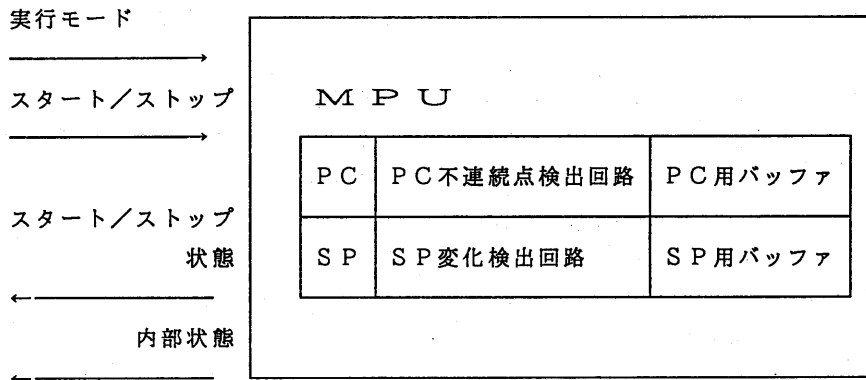 実行モード
スタート／ストップ
スタート／ストップ
状態
内部状態
ＭＰＵ
ＰＣ ＰＣ不連続点検出回路 ＰＣ用バッファ
ＳＰ ＳＰ変化検出回路 ＳＰ用バッファ